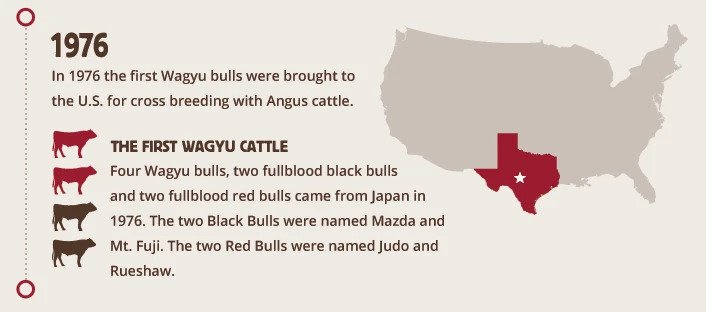 1976
In 1976 the first Wagyu bulls were brought to
the U.S. for cross breeding with Angus cattle.
THE FIRST WAGYU CATTLE
Four Wagyu bulls, two fullblood black bulls
and two fullblood red bulls came from Japan in
1976. The two Black Bulls were named Mazda and
Mt. Fuji. The two Red Bulls were named Judo and
Rueshaw.